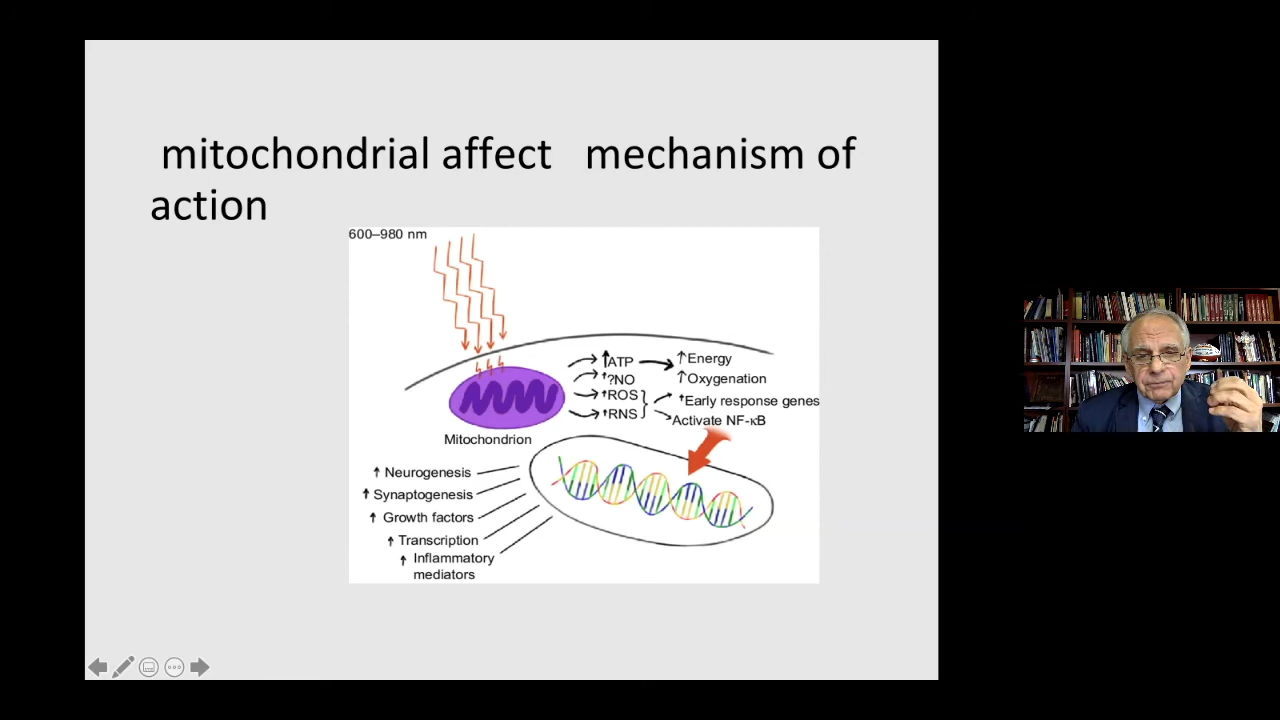 mitochondrial affect   mechanism of
action
600–980 nm
↑ATP
↑Energy
↑?NO
↑Oxygenation
↑ROS
↑Early response genes
↑RNS
Activate NF-κB
Mitochondrion
↑ Neurogenesis
↑ Synaptogenesis
↑ Growth factors
↑ Transcription
↑ Inflammatory
mediators